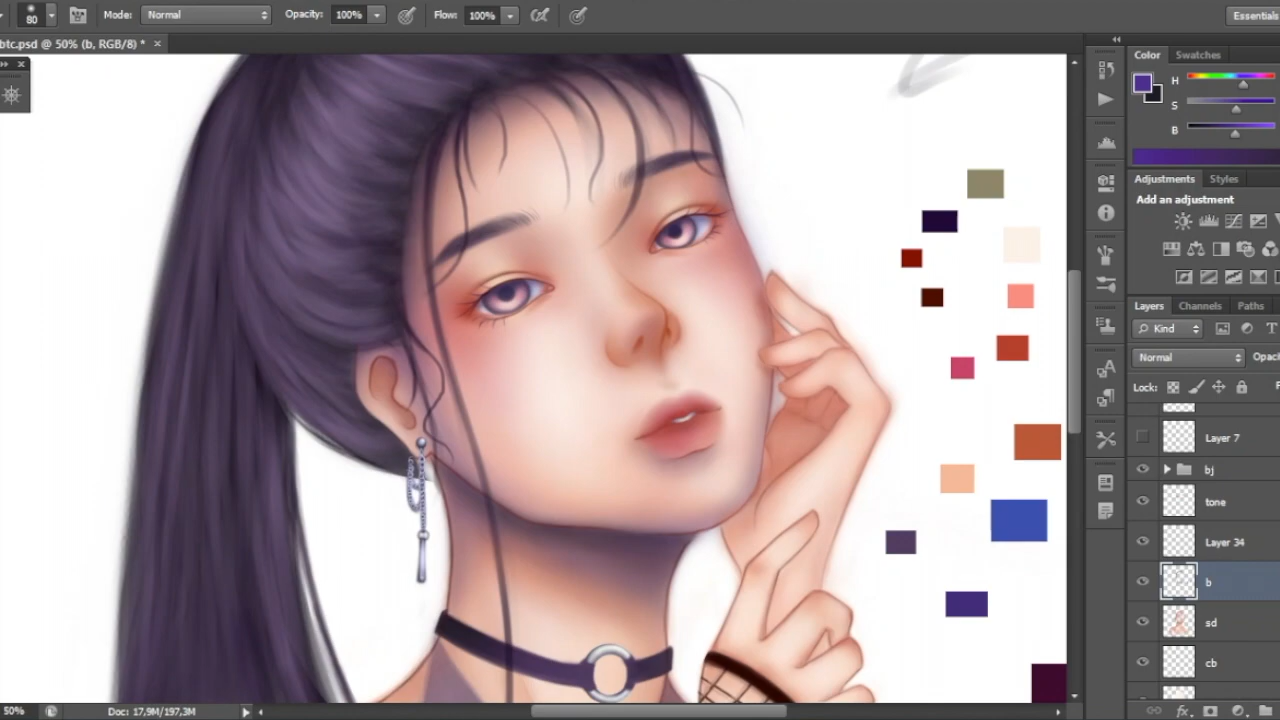 80 Mode: Normal Opacity: 100% Flow: 100% Essentials
btc.psd @ 50% (b, RGB/8) * ×
Color Swatches
H
S
B
Adjustments Styles
Add an adjustment
Layers Channels Paths
Kind T
Normal Opac
Lock:
Layer 7
bj
tone
Layer 34
b
sd
cb
fx
50% Doc: 17,9M/197,3M